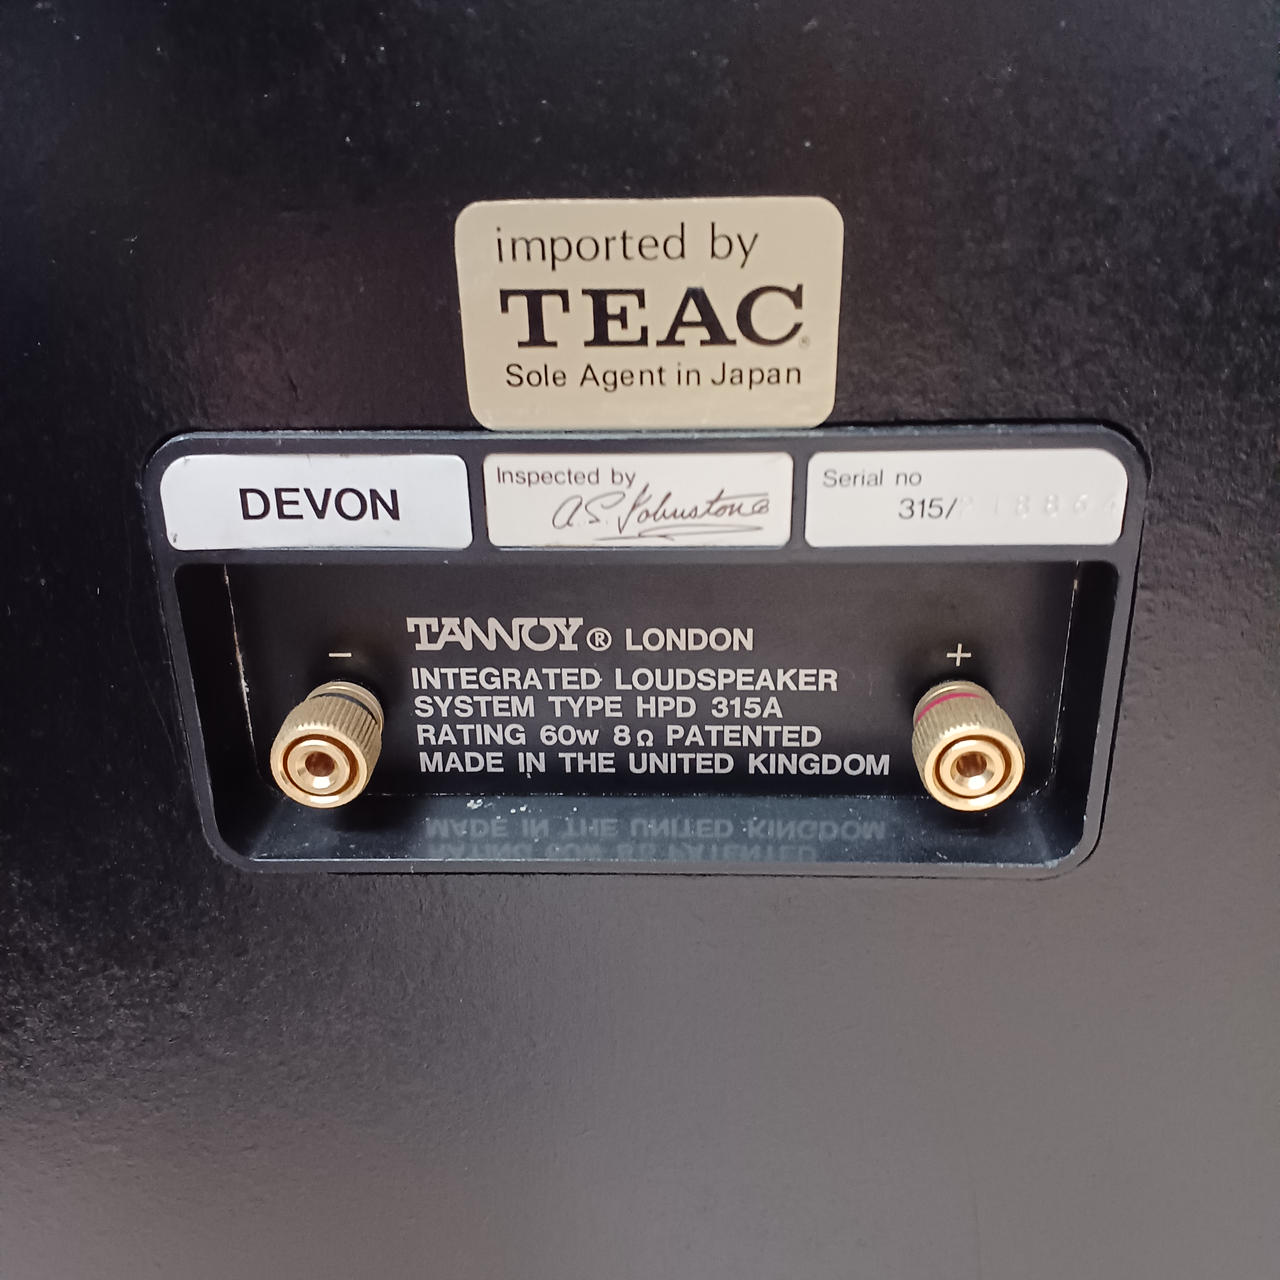 imported by
TEAC®
Sole Agent in Japan
DEVON
Inspected by
A.S. Johnstone
Serial no
315/
TANNOY® LONDON
INTEGRATED LOUDSPEAKER
SYSTEM TYPE HPD 315A
RATING 60w 8Ω PATENTED
MADE IN THE UNITED KINGDOM
- +